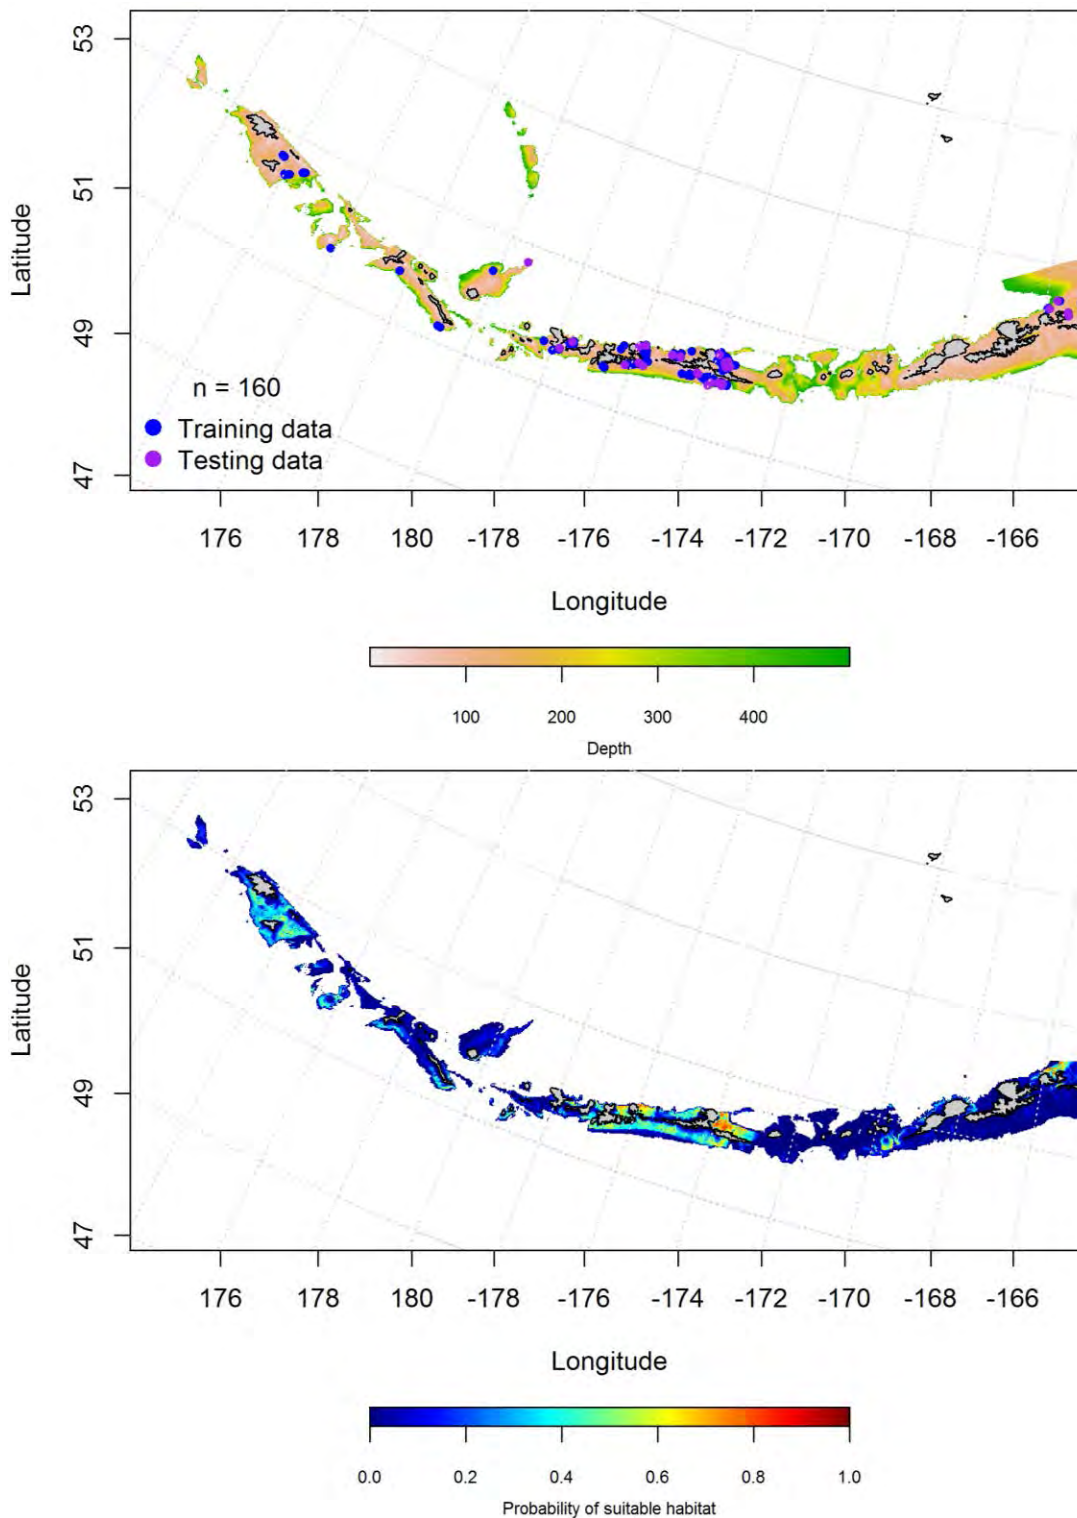 53
51
49
47
Latitude
n = 160
Training data
Testing data
176 178 180 -178 -176 -174 -172 -170 -168 -166
Longitude
100 200 300 400
Depth
53
51
49
47
Latitude
176 178 180 -178 -176 -174 -172 -170 -168 -166
Longitude
0.0 0.2 0.4 0.6 0.8 1.0
Probability of suitable habitat